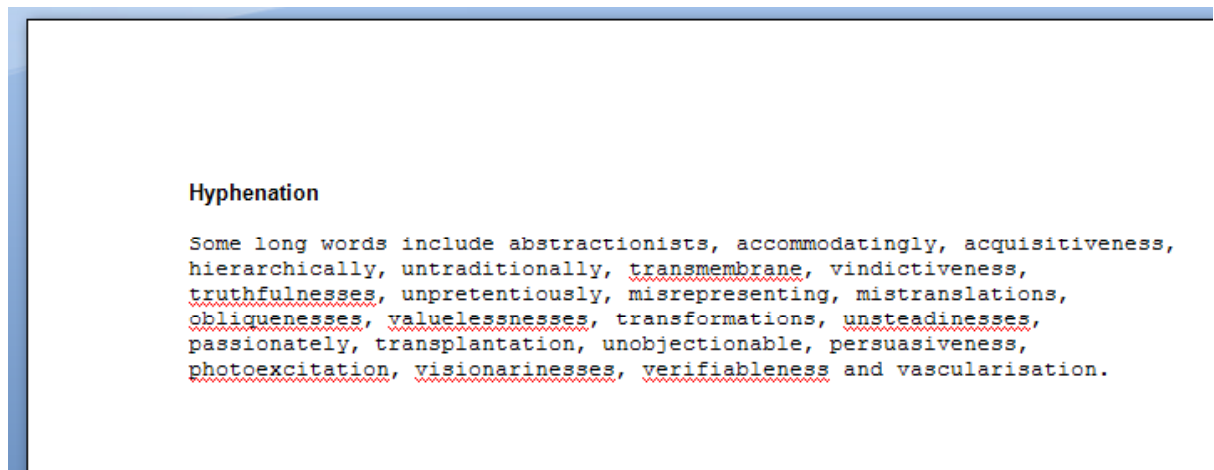 Hyphenation
Some long words include abstractionists, accommodatingly, acquisitiveness,
hierarchically, untraditionally, transmembrane, vindictiveness,
truthfulnesses, unpretentiously, misrepresenting, mistranslations,
obliquenesses, valuelessnesses, transformations, unsteadinesses,
passionately, transplantation, unobjectionable, persuasiveness,
photoexcitation, visionarinesses, verifiableness and vascularisation.